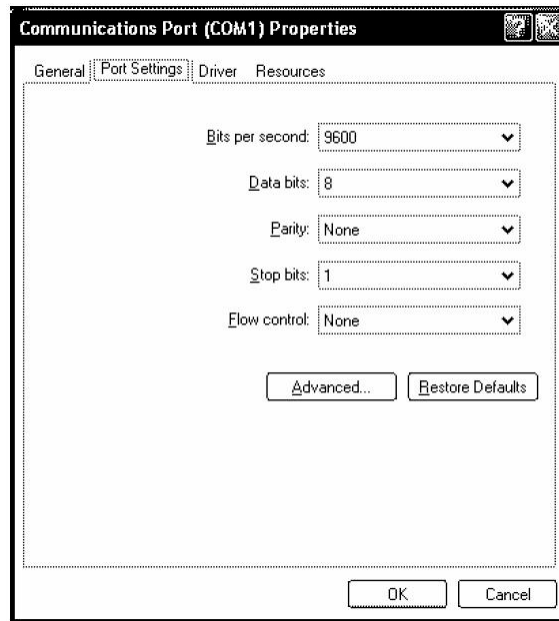 Communications Port (COM1) Properties
General Port Settings Driver Resources
Bits per second: 9600
Data bits: 8
Parity: None
Stop bits: 1
Flow control: None
Advanced... Restore Defaults
OK Cancel